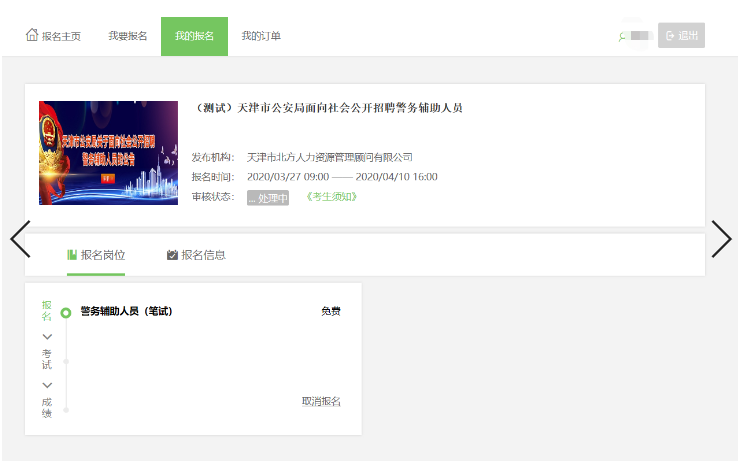 报名主页 我要报名 我的报名 我的订单 退出
（测试）天津市公安局面向社会公开招聘警务辅助人员
天津市公安局关于面向社会公开招聘
警务辅助人员的公告
发布机构： 天津市北方人力资源管理顾问有限公司
报名时间： 2020/03/27 09:00 —— 2020/04/10 16:00
审核状态： ... 处理中 《考生须知》
报名岗位 报名信息
报名
警务辅助人员（笔试） 免费
考试
成绩
取消报名